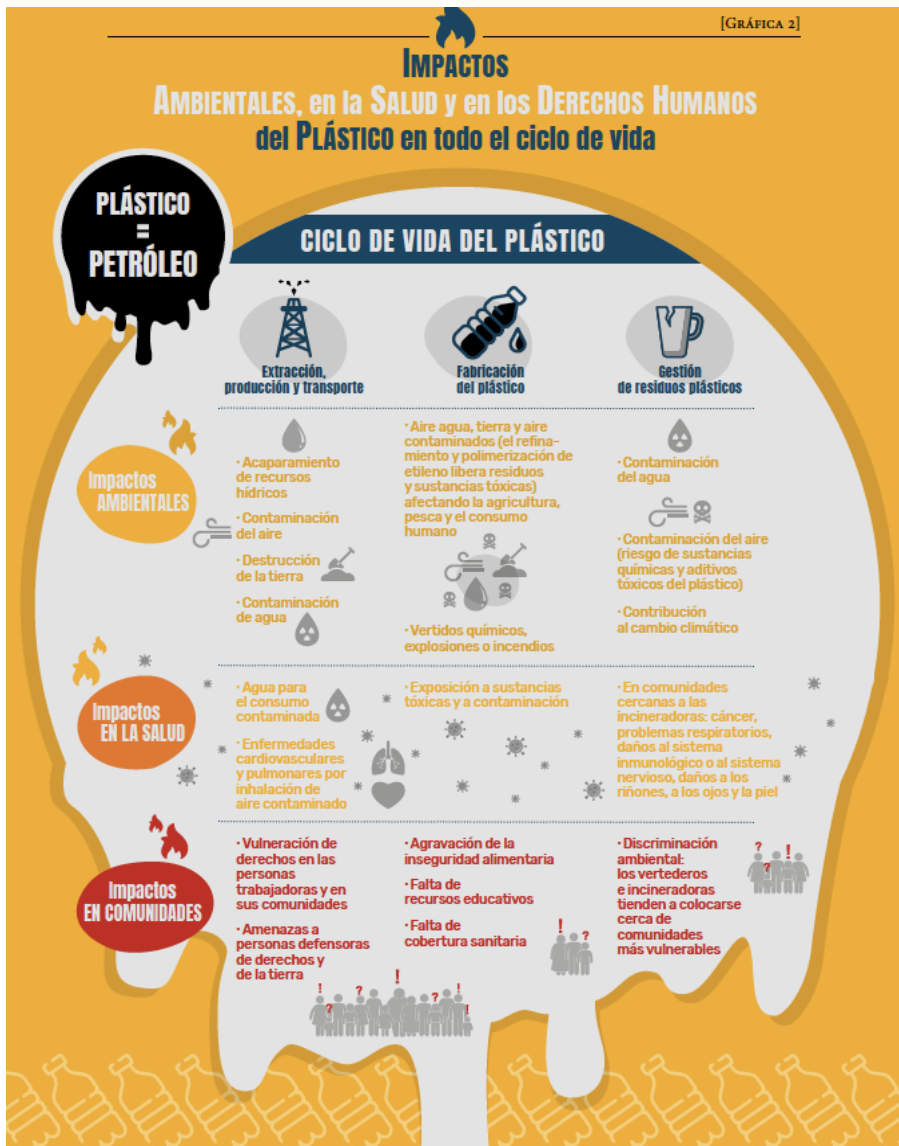 [Gráfica 2]
Impactos
Ambientales, en la Salud y en los Derechos Humanos
del Plástico en todo el ciclo de vida
PLÁSTICO
=
PETRÓLEO
CICLO DE VIDA DEL PLÁSTICO
Extracción,
producción y transporte
Fabricación
del plástico
Gestión
de residuos plásticos
Impactos
AMBIENTALES
· Acaparamiento
de recursos
hídricos
· Contaminación
del aire
· Destrucción
de la tierra
· Contaminación
de agua
· Aire agua, tierra y aire
contaminados (el refina-
miento y polimerización de
etileno libera residuos
y sustancias tóxicas)
afectando la agricultura,
pesca y el consumo
humano
· Vertidos químicos,
explosiones o incendios
· Contaminación
del agua
· Contaminación del aire
(riesgo de sustancias
químicas y aditivos
tóxicos del plástico)
· Contribución
al cambio climático
Impactos
EN LA SALUD
· Agua para
el consumo
contaminada
· Enfermedades
cardiovasculares
y pulmonares por
inhalación de
aire contaminado
· Exposición a sustancias
tóxicas y a contaminación
· En comunidades
cercanas a las
incineradoras: cáncer,
problemas respiratorios,
daños al sistema
inmunológico o al sistema
nervioso, daños a los
riñones, a los ojos y la piel
Impactos
EN COMUNIDADES
· Vulneración de
derechos en las
personas
trabajadoras y en
sus comunidades
· Amenazas a
personas defensoras
de derechos y
de la tierra
· Agravación de la
inseguridad alimentaria
· Falta de
recursos educativos
· Falta de
cobertura sanitaria
· Discriminación
ambiental:
los vertederos
e incineradoras
tienden a colocarse
cerca de
comunidades
más vulnerables